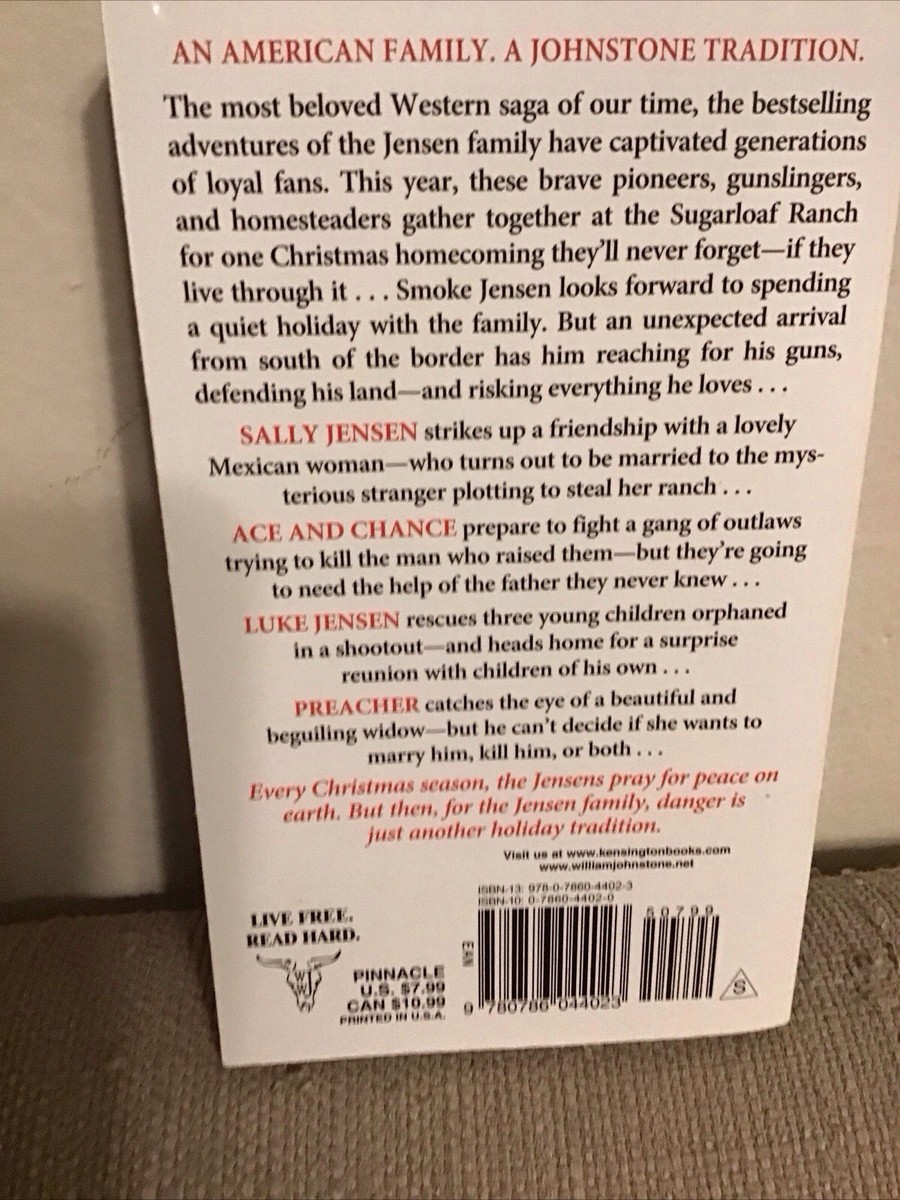 AN AMERICAN FAMILY. A JOHNSTONE TRADITION.
The most beloved Western saga of our time, the bestselling
adventures of the Jensen family have captivated generations
of loyal fans. This year, these brave pioneers, gunslingers,
and homesteaders gather together at the Sugarloaf Ranch
for one Christmas homecoming they'll never forget—if they
live through it . . . Smoke Jensen looks forward to spending
a quiet holiday with the family. But an unexpected arrival
from south of the border has him reaching for his guns,
defending his land—and risking everything he loves . . .
SALLY JENSEN strikes up a friendship with a lovely
Mexican woman—who turns out to be married to the mys-
terious stranger plotting to steal her ranch . . .
ACE AND CHANCE prepare to fight a gang of outlaws
trying to kill the man who raised them—but they're going
to need the help of the father they never knew . . .
LUKE JENSEN rescues three young children orphaned
in a shootout—and heads home for a surprise
reunion with children of his own . . .
PREACHER catches the eye of a beautiful and
beguiling widow—but he can't decide if she wants to
marry him, kill him, or both . . .
Every Christmas season, the Jensens pray for peace on
earth. But then, for the Jensen family, danger is
just another holiday tradition.
Visit us at www.kensingtonbooks.com
www.williamjohnstone.net
ISBN-13: 978-0-7860-4402-3
ISBN-10: 0-7860-4402-0
LIVE FREE.
READ HARD.
WJ
PINNACLE
U.S. $7.99
CAN $10.99
PRINTED IN U.S.A.
EAN
50799
9 780786 044023
S